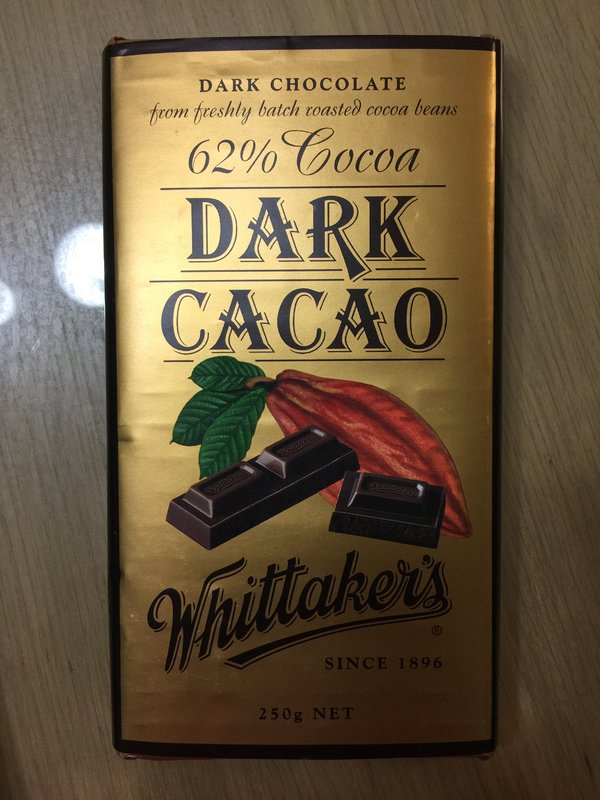 DARK CHOCOLATE
from freshly batch roasted cocoa beans
62% Cocoa
DARK
CACAO
Whittaker's
®
SINCE 1896
250g NET